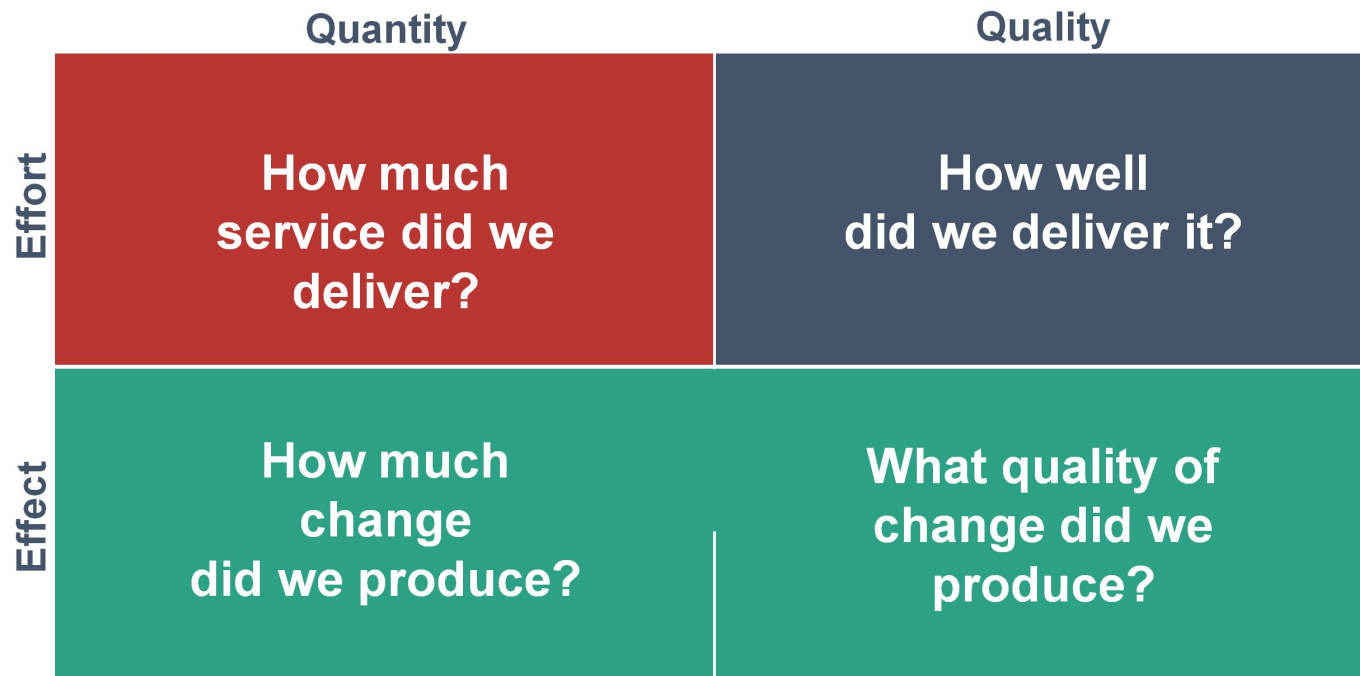 Quantity
Quality
Effort
How much
service did we
deliver?
How well
did we deliver it?
Effect
How much
change
did we produce?
What quality of
change did we
produce?